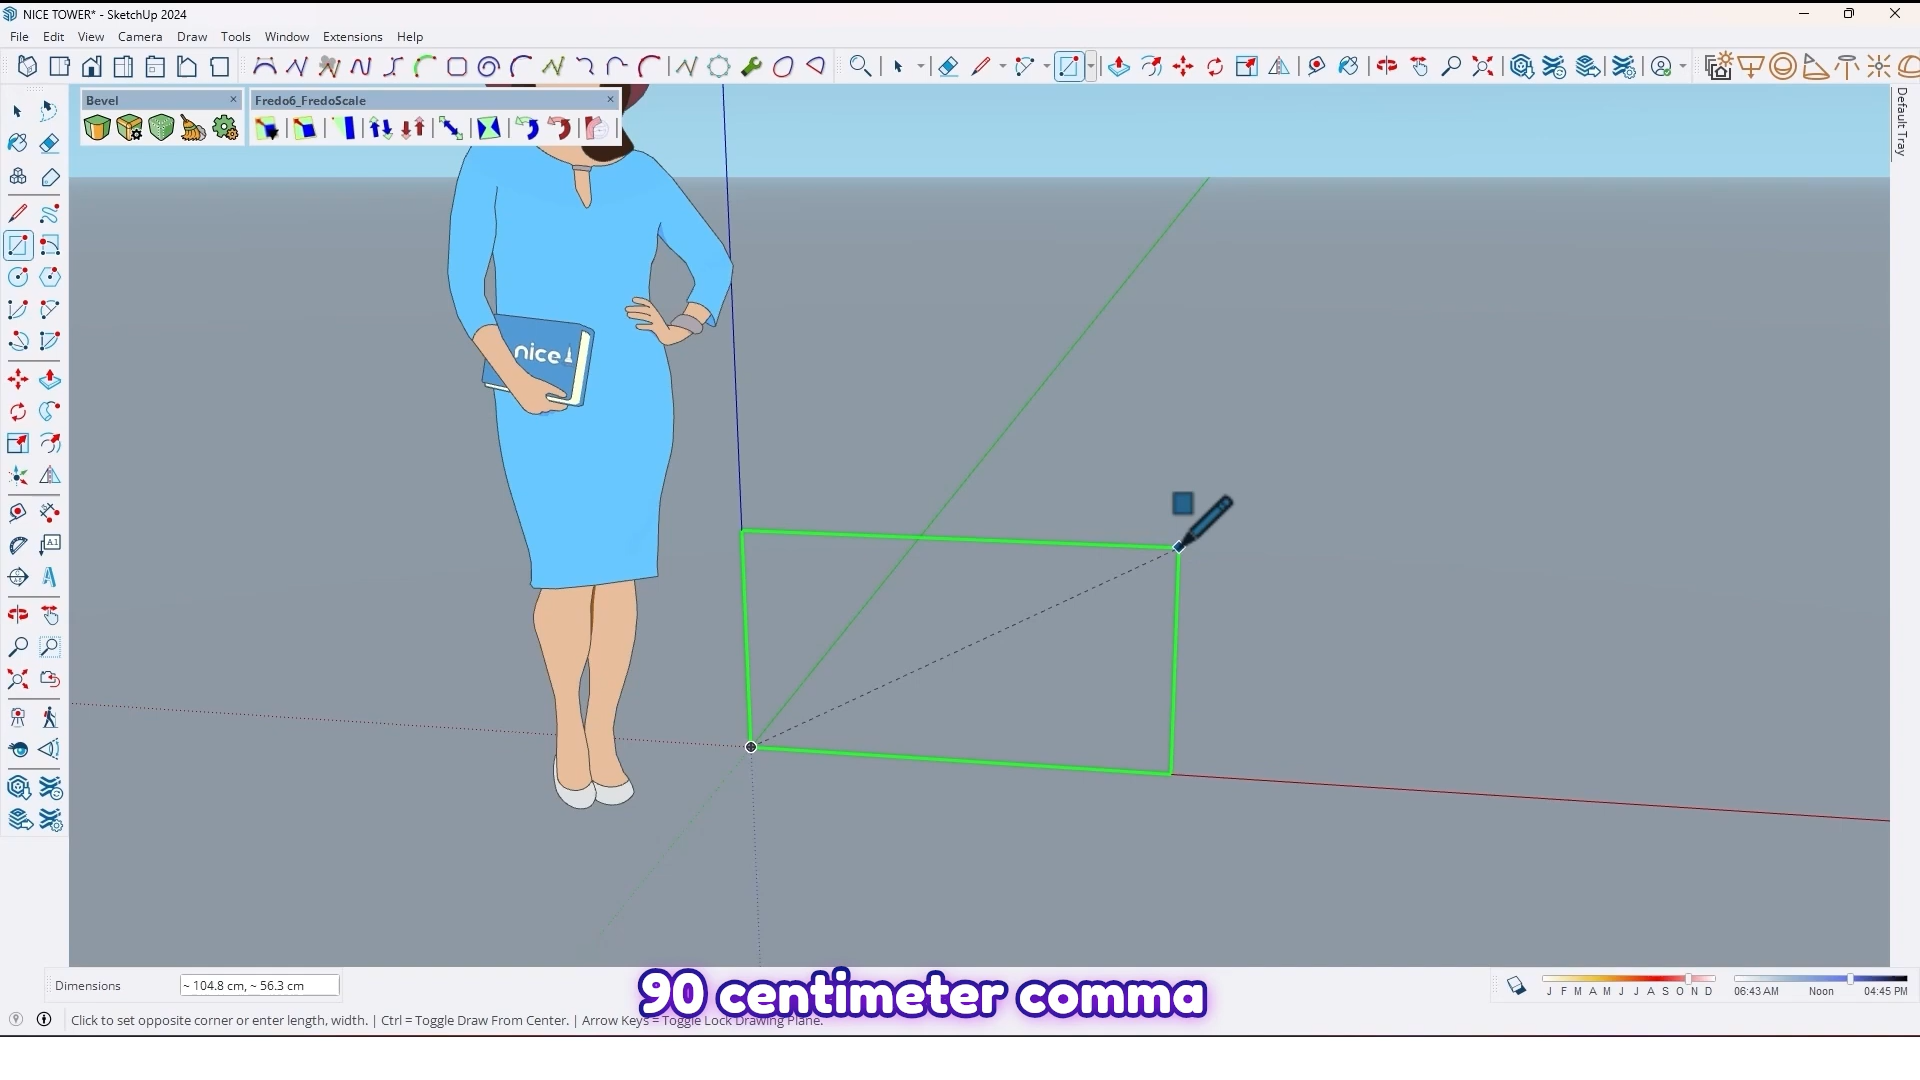 NICE TOWER* - SketchUp 2024
File Edit View Camera Draw Tools Window Extensions Help
Bevel
Fredo6_FredoScale
Default Tray
nice
A1
A
90 centimeter comma
Dimensions
~ 104.8 cm, ~ 56.3 cm
J F M A M J J A S O N D
06:43 AM Noon 04:45 PM
Click to set opposite corner or enter length, width. | Ctrl = Toggle Draw From Center. | Arrow Keys = Toggle Lock Drawing Plane.